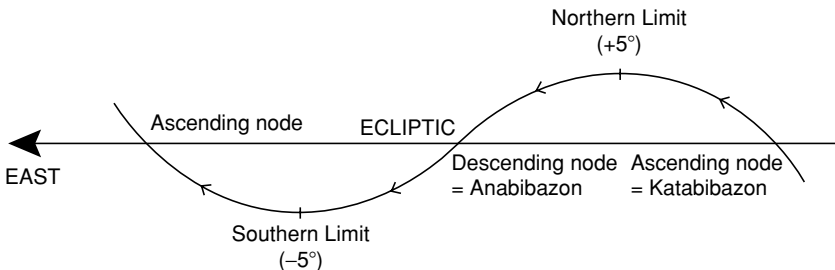 Northern Limit
(+5°)
Ascending node
ECLIPTIC
EAST
Descending node
= Anabibazon
Ascending node
= Katabibazon
Southern Limit
(–5°)